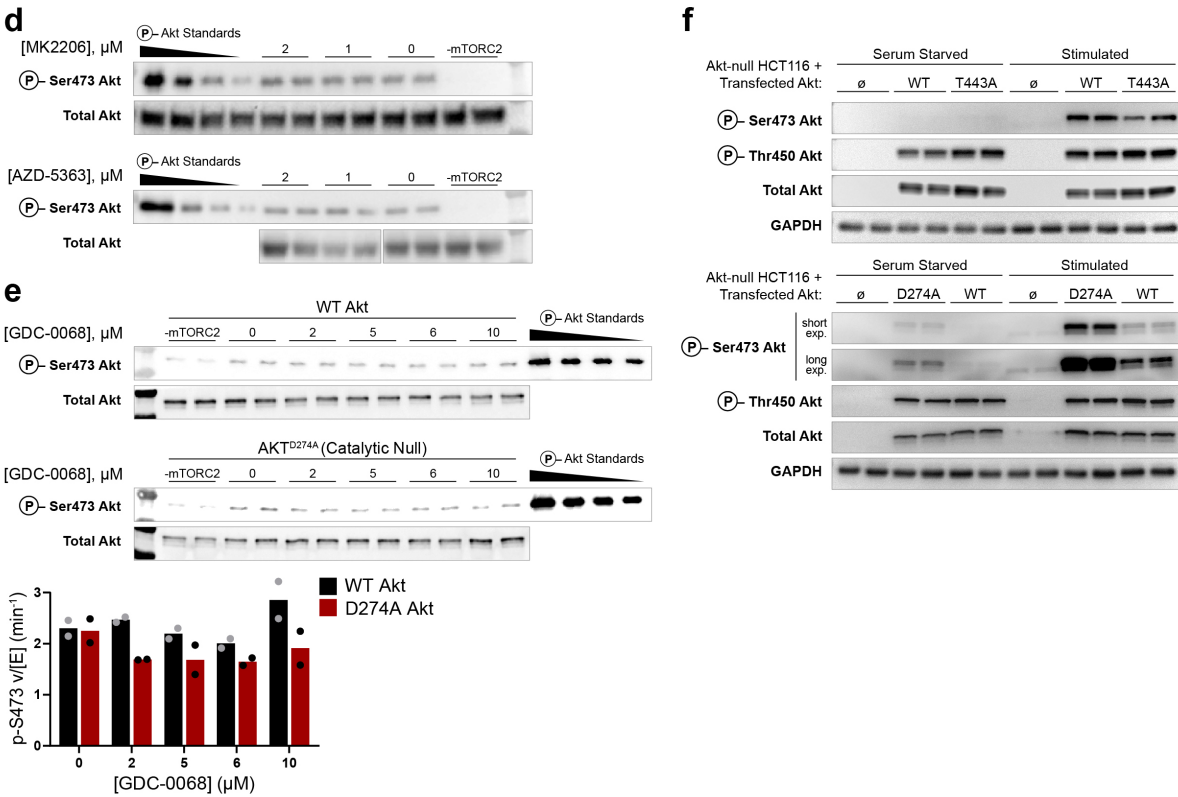 d
P- Akt Standards
[MK2206], µM
2 1 0 -mTORC2
P- Ser473 Akt
Total Akt
P- Akt Standards
[AZD-5363], µM
2 1 0 -mTORC2
P- Ser473 Akt
Total Akt
e
WT Akt
P- Akt Standards
[GDC-0068], µM
-mTORC2 0 2 5 6 10
P- Ser473 Akt
Total Akt
AKTD274A (Catalytic Null)
P- Akt Standards
[GDC-0068], µM
-mTORC2 0 2 5 6 10
P- Ser473 Akt
Total Akt
WT Akt
D274A Akt
p-S473 v/[E] (min-1)
3
2
1
0
0 2 5 6 10
[GDC-0068] (µM)
f
Serum Starved Stimulated
Akt-null HCT116 +
Transfected Akt:
ø WT T443A ø WT T443A
P- Ser473 Akt
P- Thr450 Akt
Total Akt
GAPDH
Serum Starved Stimulated
Akt-null HCT116 +
Transfected Akt:
ø D274A WT ø D274A WT
P- Ser473 Akt
short
exp.
long
exp.
P- Thr450 Akt
Total Akt
GAPDH